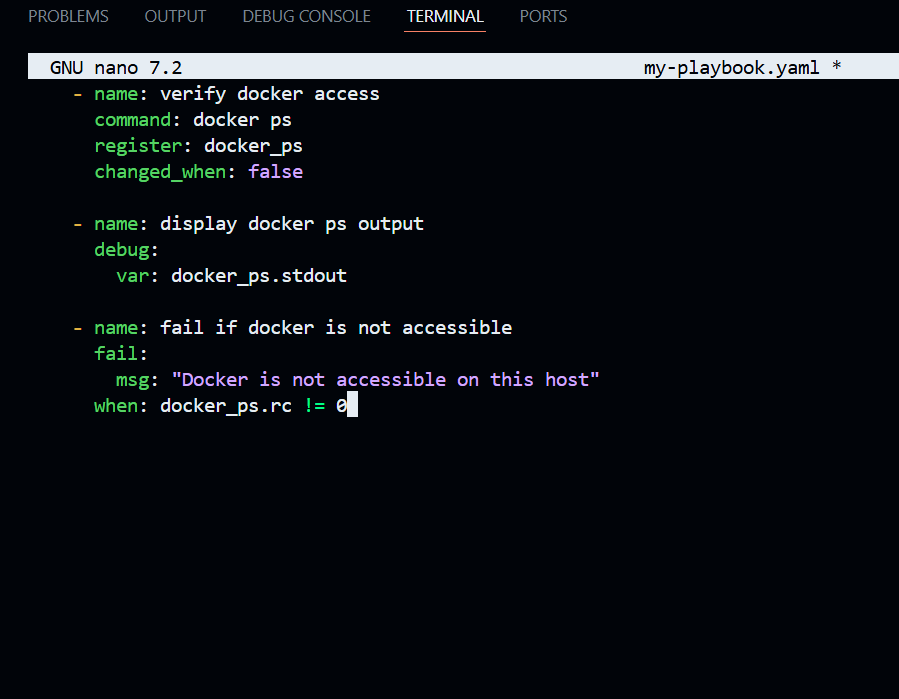 PROBLEMS OUTPUT DEBUG CONSOLE TERMINAL PORTS
GNU nano 7.2 my-playbook.yaml *
    - name: verify docker access
      command: docker ps
      register: docker_ps
      changed_when: false

    - name: display docker ps output
      debug:
        var: docker_ps.stdout

    - name: fail if docker is not accessible
      fail:
        msg: "Docker is not accessible on this host"
      when: docker_ps.rc != 0